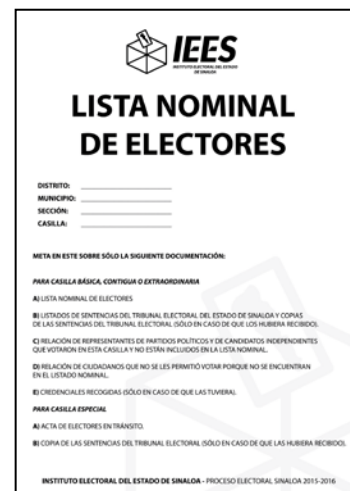 IEES
INSTITUTO ELECTORAL DEL ESTADO
DE SINALOA
LISTA NOMINAL
DE ELECTORES
DISTRITO:
MUNICIPIO:
SECCIÓN:
CASILLA:
META EN ESTE SOBRE SÓLO LA SIGUIENTE DOCUMENTACIÓN:
PARA CASILLA BÁSICA, CONTIGUA O EXTRAORDINARIA
A) LISTA NOMINAL DE ELECTORES
B) LISTADOS DE SENTENCIAS DEL TRIBUNAL ELECTORAL DEL ESTADO DE SINALOA Y COPIAS
DE LAS SENTENCIAS DEL TRIBUNAL ELECTORAL (SÓLO EN CASO DE QUE LOS HUBIERA RECIBIDO).
C) RELACIÓN DE REPRESENTANTES DE PARTIDOS POLÍTICOS Y DE CANDIDATOS INDEPENDIENTES
QUE VOTARON EN ESTA CASILLA Y NO ESTÁN INCLUIDOS EN LA LISTA NOMINAL.
D) RELACIÓN DE CIUDADANOS QUE NO SE LES PERMITIÓ VOTAR PORQUE NO SE ENCUENTRAN
EN EL LISTADO NOMINAL.
E) CREDENCIALES RECOGIDAS (SÓLO EN CASO DE QUE LAS TUVIERA).
PARA CASILLA ESPECIAL
A) ACTA DE ELECTORES EN TRÁNSITO.
B) COPIA DE LAS SENTENCIAS DEL TRIBUNAL ELECTORAL (SÓLO EN CASO DE QUE LAS HUBIERA RECIBIDO).
INSTITUTO ELECTORAL DEL ESTADO DE SINALOA - PROCESO ELECTORAL SINALOA 2015-2016